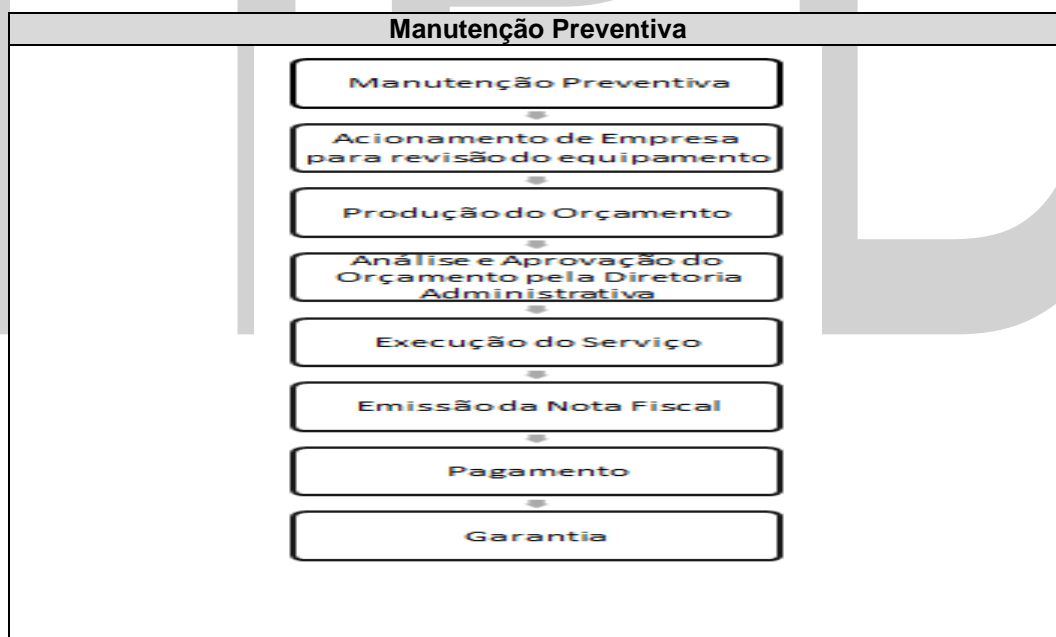 Manutenção Preventiva
Manutenção Preventiva
Acionamento de Empresa
para revisão do equipamento
Produção do Orçamento
Análise e Aprovação do
Orçamento pela Diretoria
Administrativa
Execução do Serviço
Emissão da Nota Fiscal
Pagamento
Garantia